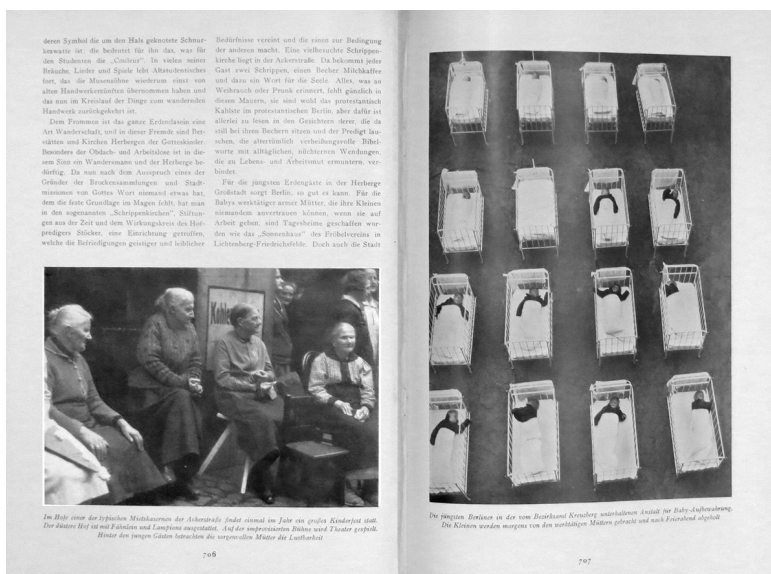 deren Symbol die um den Hals geknotete Schnur-
krawatte ist; die bedeutet für ihn das, was für
den Studenten die „Couleur". In vielen seiner
Bräuche, Lieder und Spiele lebt Altstudentisches
fort, das die Musensöhne wiederum einst von
alten Handwerkerzünften übernommen haben und
das nun im Kreislauf der Dinge zum wandernden
Handwerk zurückgekehrt ist.
Dem Frommen ist das ganze Erdendasein eine
Art Wanderschaft, und in dieser Fremde sind Bet-
stätten und Kirchen Herbergen der Gotteskinder.
Besonders der Obdach- und Arbeitslose ist in die-
sem Sinn ein Wandersmann und der Herberge be-
dürftig. Da nun nach dem Ausspruch eines der
Gründer der Brockensammlungen und Stadt-
missionen von Gottes Wort niemand etwas hat,
dem die feste Grundlage im Magen fehlt, hat man
in den sogenannten „Schrippenkirchen", Stiftun-
gen aus der Zeit und dem Wirkungskreis des Hof-
predigers Stöcker, eine Einrichtung getroffen,
welche die Befriedigungen geistiger und leiblicher
Bedürfnisse vereint und die einen zur Bedingung
der anderen macht. Eine vielbesuchte Schrippen-
kirche liegt in der Ackerstraße. Da bekommt jeder
Gast zwei Schrippen, einen Becher Milchkaffee
und dazu ein Wort für die Seele. Alles, was an
Weihrauch oder Prunk erinnert, fehlt gänzlich in
diesen Mauern, sie sind wohl das protestantisch
Kahlste im protestantischen Berlin, aber dafür ist
allerlei zu lesen in den Gesichtern derer, die da
still bei ihren Bechern sitzen und der Predigt lau-
schen, die altertümlich verheißungsvolle Bibel-
worte mit alltäglichen, nüchternen Wendungen,
die zu Lebens- und Arbeitsmut ermuntern, ver-
bindet.
Für die jüngsten Erdengäste in der Herberge
Großstadt sorgt Berlin, so gut es kann. Für die
Babys werktätiger armer Mütter, die ihre Kleinen
niemandem anvertrauen können, wenn sie auf
Arbeit gehen, sind Tagesheime geschaffen wor-
den wie das „Sonnenhaus" des Fröbelvereins in
Lichtenberg-Friedrichsfelde. Doch auch die Stadt
Kohle
Im Hofe einer der typischen Mietskasernen der Ackerstraße findet einmal im Jahr ein großes Kinderfest statt.
Der düstere Hof ist mit Fähnlein und Lampions ausgestattet. Auf der improvisierten Bühne wird Theater gespielt.
Hinter den jungen Gästen betrachten die sorgenvollen Mütter die Lustbarkeit
706
Die jüngsten Berliner in der vom Bezirksamt Kreuzberg unterhaltenen Anstalt für Baby-Aufbewahrung.
Die Kleinen werden morgens von den werktätigen Müttern gebracht und nach Feierabend abgeholt
707